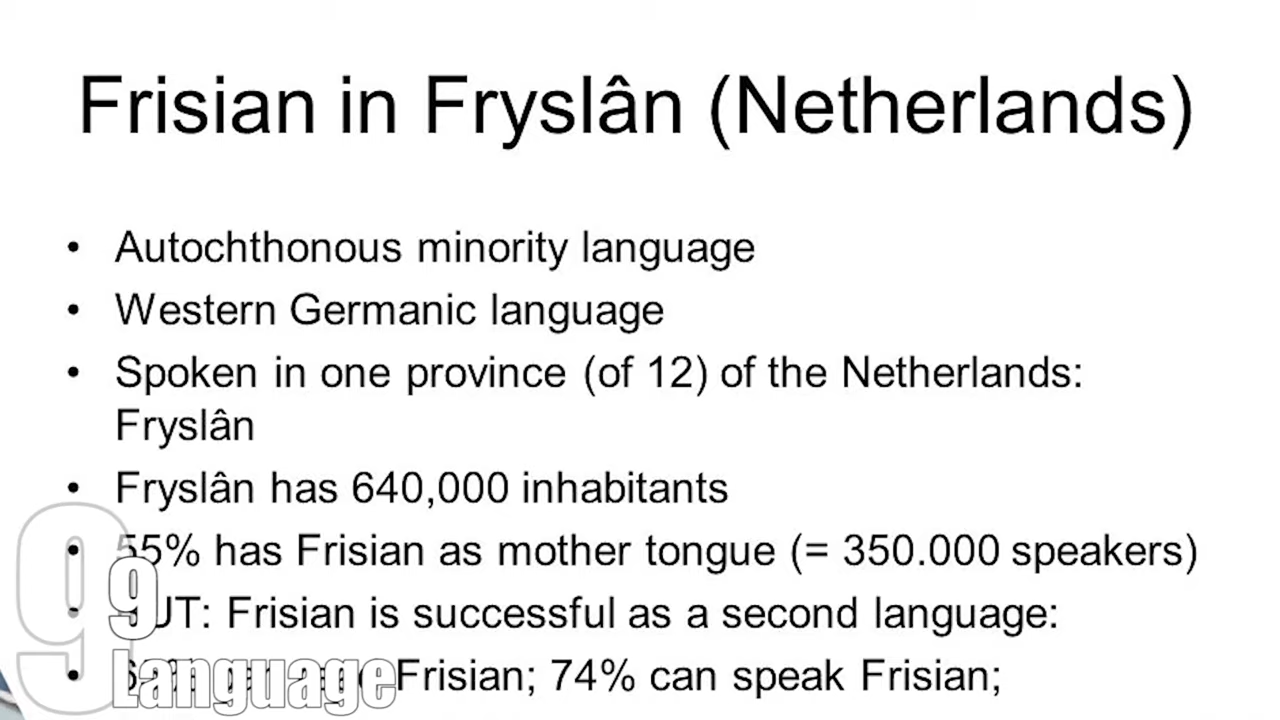 Frisian in Fryslân (Netherlands)
• Autochthonous minority language
• Western Germanic language
• Spoken in one province (of 12) of the Netherlands:
Fryslân
• Fryslân has 640,000 inhabitants
• 55% has Frisian as mother tongue (= 350.000 speakers)
• BUT: Frisian is successful as a second language:
• Frisian; 74% can speak Frisian;
9
9
Language